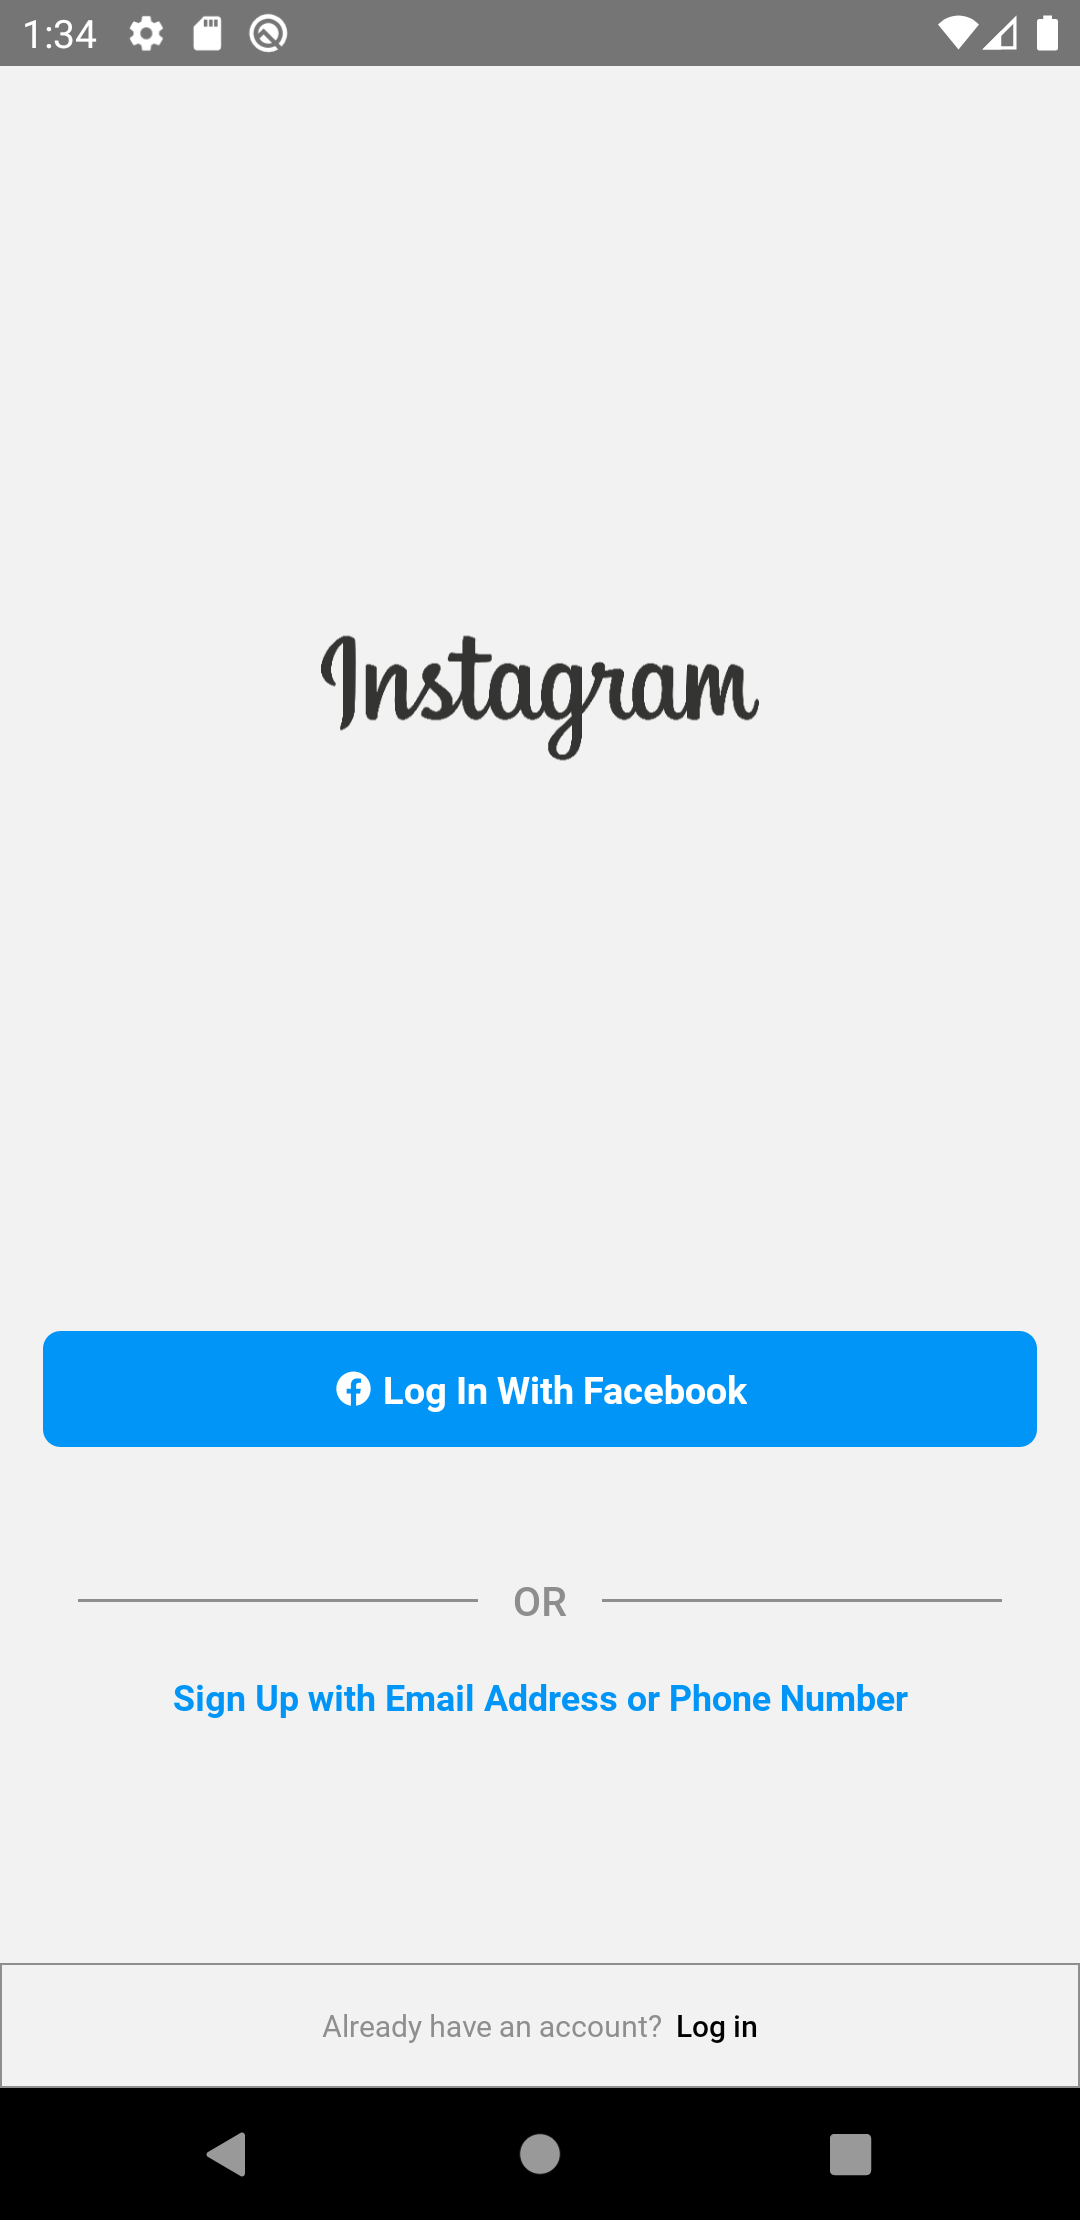 1:34
Instagram
Log In With Facebook
OR
Sign Up with Email Address or Phone Number
Already have an account? Log in